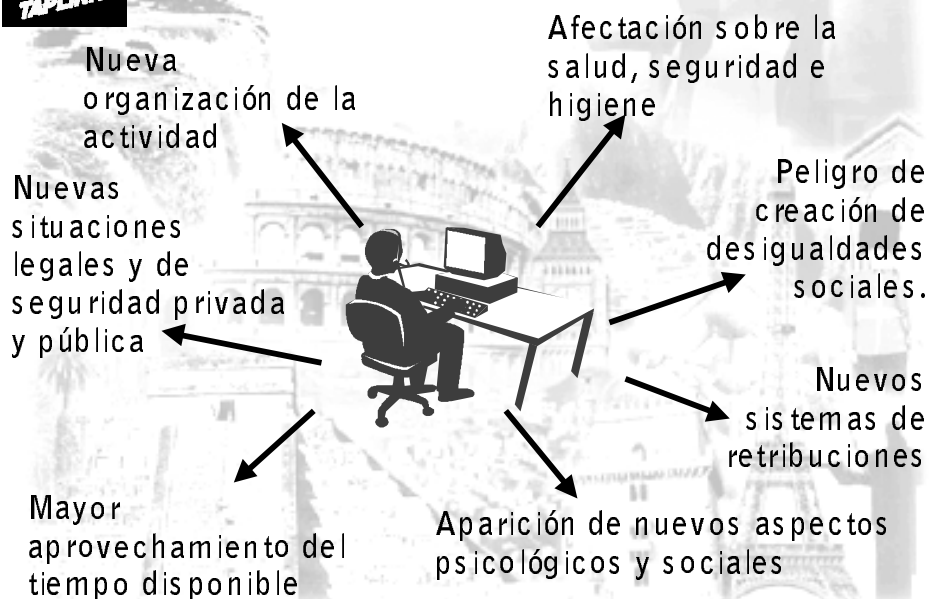 Nueva
organización de la
actividad
Afectación sobre la
salud, seguridad e
higiene
Nuevas
situaciones
legales y de
seguridad privada
y pública
Peligro de
creación de
desigualdades
sociales.
Nuevos
sistemas de
retribuciones
Mayor
aprovechamiento del
tiempo disponible
Aparición de nuevos aspectos
psicológicos y sociales